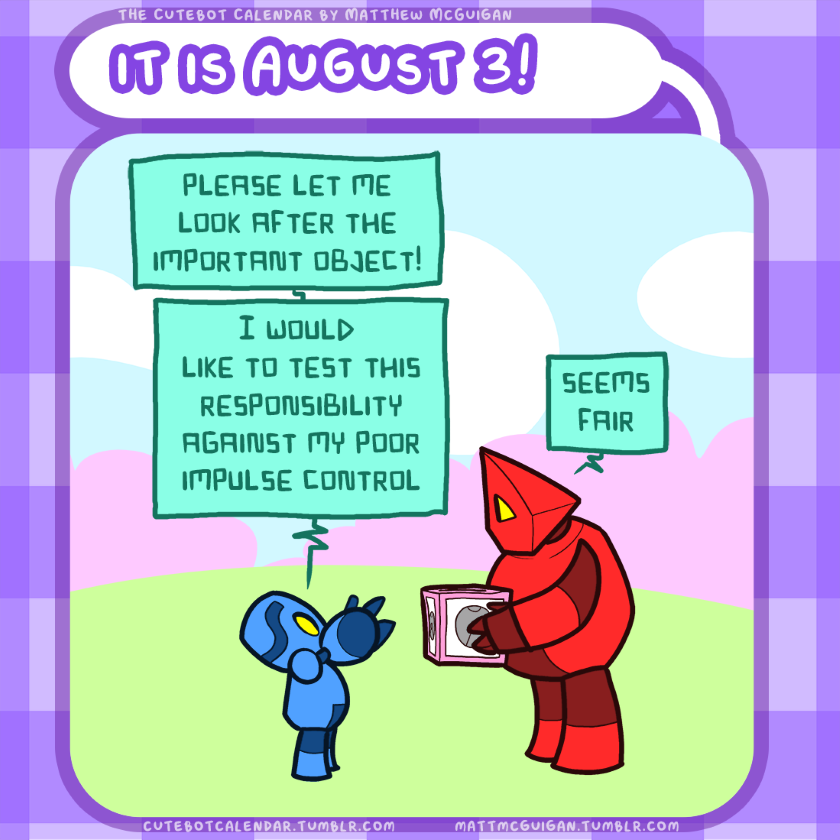 THE CUTEBOT CALENDAR BY MATTHEW MCGUIGAN
IT IS AUGUST 3!
PLEASE LET ME
LOOK AFTER THE
IMPORTANT OBJECT!
I WOULD
LIKE TO TEST THIS
RESPONSIBILITY
AGAINST MY POOR
IMPULSE CONTROL
SEEMS
FAIR
CUTEBOTCALENDAR.TUMBLR.COM
MATTMCGUIGAN.TUMBLR.COM